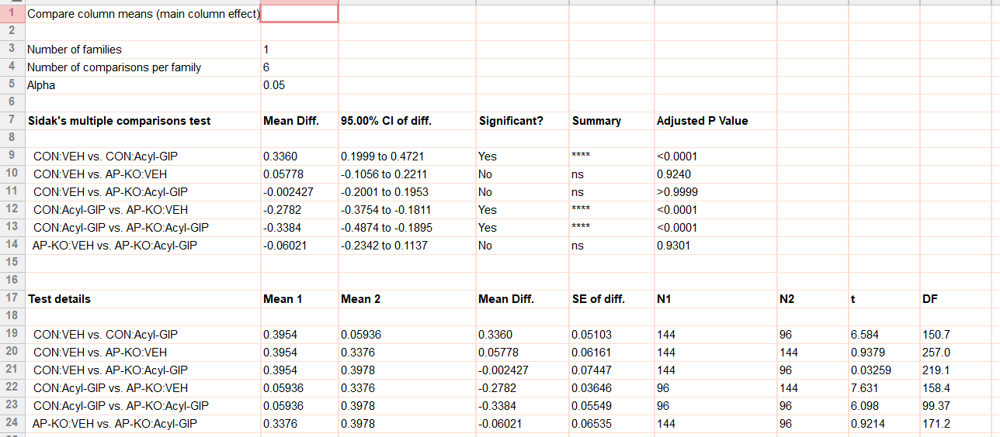 1 Compare column means (main column effect)
2
3 Number of families 1
4 Number of comparisons per family 6
5 Alpha 0.05
6
7 Sidak's multiple comparisons test Mean Diff. 95.00% CI of diff. Significant? Summary Adjusted P Value
8
9 CON:VEH vs. CON:Acyl-GIP 0.3360 0.1999 to 0.4721 Yes **** <0.0001
10 CON:VEH vs. AP-KO:VEH 0.05778 -0.1056 to 0.2211 No ns 0.9240
11 CON:VEH vs. AP-KO:Acyl-GIP -0.002427 -0.2001 to 0.1953 No ns >0.9999
12 CON:Acyl-GIP vs. AP-KO:VEH -0.2782 -0.3754 to -0.1811 Yes **** <0.0001
13 CON:Acyl-GIP vs. AP-KO:Acyl-GIP -0.3384 -0.4874 to -0.1895 Yes **** <0.0001
14 AP-KO:VEH vs. AP-KO:Acyl-GIP -0.06021 -0.2342 to 0.1137 No ns 0.9301
15
16
17 Test details Mean 1 Mean 2 Mean Diff. SE of diff. N1 N2 t DF
18
19 CON:VEH vs. CON:Acyl-GIP 0.3954 0.05936 0.3360 0.05103 144 96 6.584 150.7
20 CON:VEH vs. AP-KO:VEH 0.3954 0.3376 0.05778 0.06161 144 144 0.9379 257.0
21 CON:VEH vs. AP-KO:Acyl-GIP 0.3954 0.3978 -0.002427 0.07447 144 96 0.03259 219.1
22 CON:Acyl-GIP vs. AP-KO:VEH 0.05936 0.3376 -0.2782 0.03646 96 144 7.631 158.4
23 CON:Acyl-GIP vs. AP-KO:Acyl-GIP 0.05936 0.3978 -0.3384 0.05549 96 96 6.098 99.37
24 AP-KO:VEH vs. AP-KO:Acyl-GIP 0.3376 0.3978 -0.06021 0.06535 144 96 0.9214 171.2